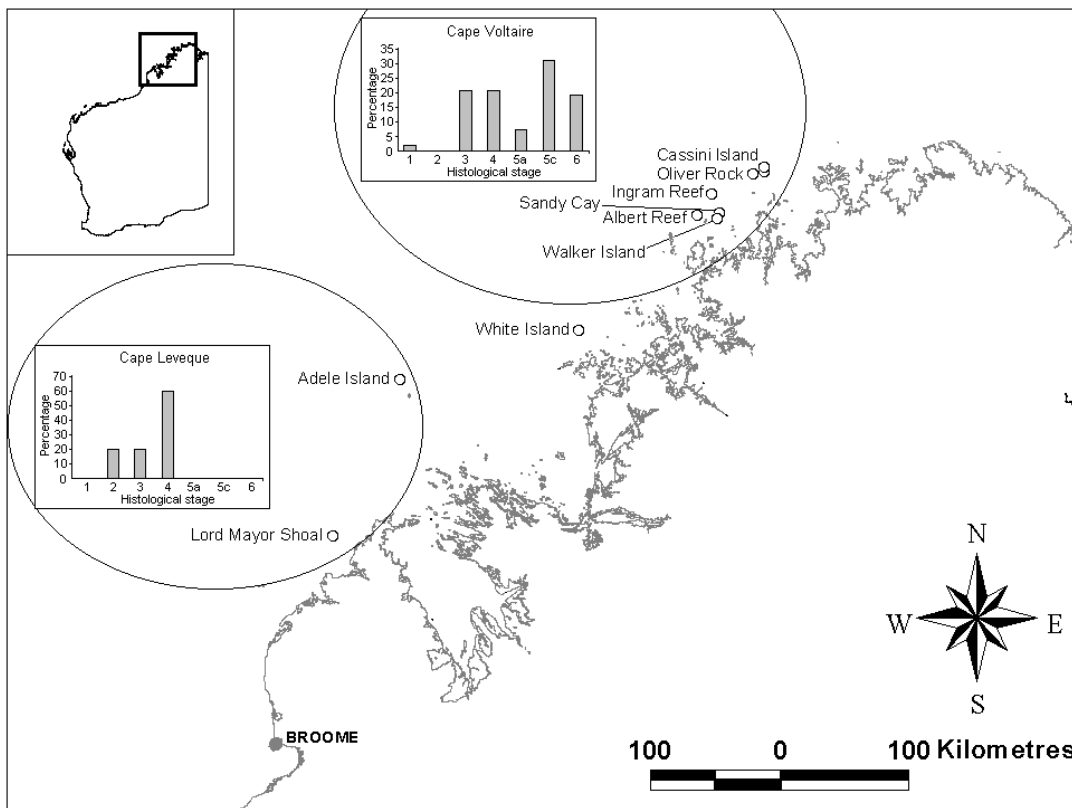 Cape Voltaire
35
30
25
20
15
10
5
0
Percentage
1 2 3 4 5a 5c 6
Histological stage
Cassini Island
Oliver Rock
Ingram Reef
Sandy Cay
Albert Reef
Walker Island
White Island
Adele Island
Cape Leveque
70
60
50
40
30
20
10
0
Percentage
1 2 3 4 5a 5c 6
Histological stage
Lord Mayor Shoal
BROOME
N
W E
S
100 0 100 Kilometres